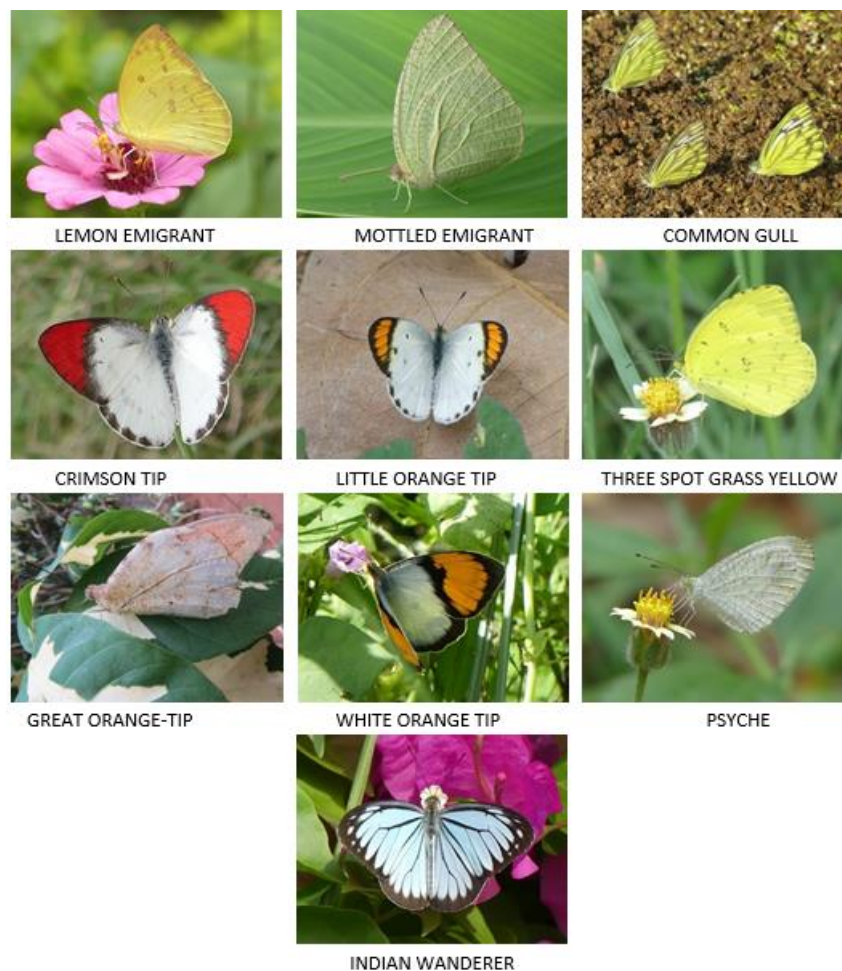 LEMON EMIGRANT
MOTTLED EMIGRANT
COMMON GULL
CRIMSON TIP
LITTLE ORANGE TIP
THREE SPOT GRASS YELLOW
GREAT ORANGE-TIP
WHITE ORANGE TIP
PSYCHE
INDIAN WANDERER